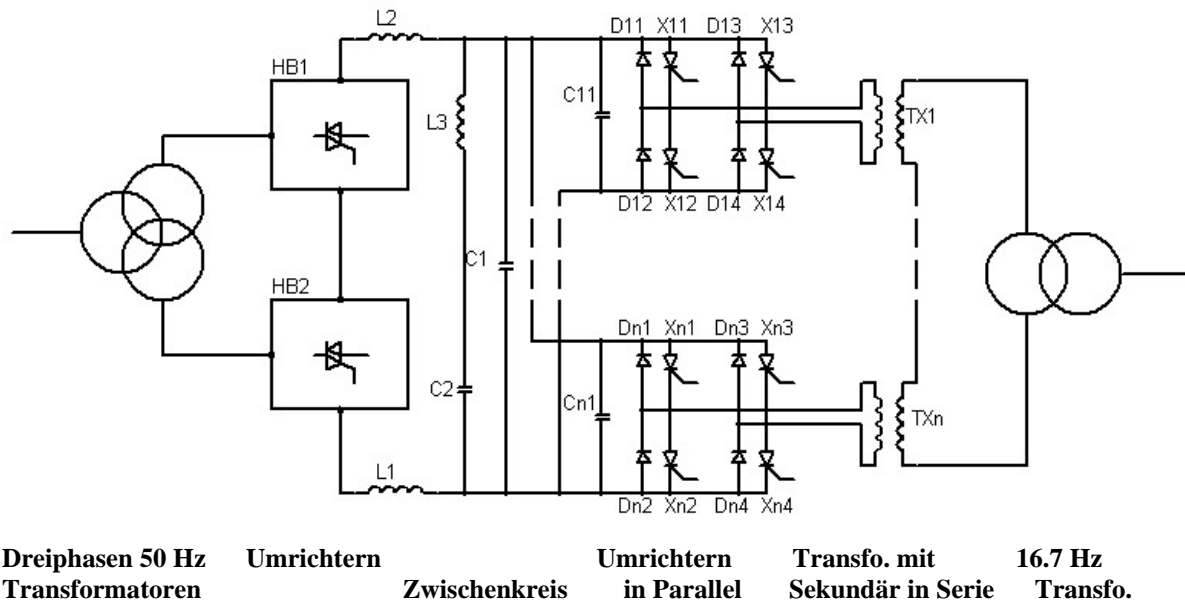 L2
D11 X11 D13 X13
HB1
C11
L3
TX1
D12 X12 D14 X14
C1
HB2
Dn1 Xn1 Dn3 Xn3
C2
Cn1
TXn
L1
Dn2 Xn2 Dn4 Xn4
Dreiphasen 50 Hz Umrichtern Umrichtern Transfo. mit 16.7 Hz
Transformatoren Zwischenkreis in Parallel Sekundär in Serie Transfo.